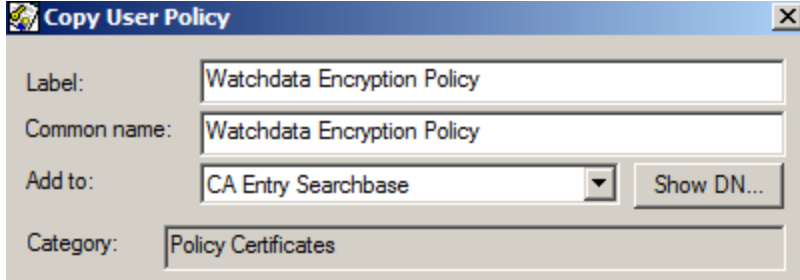 Copy User Policy
Label: Watchdata Encryption Policy
Common name: Watchdata Encryption Policy
Add to: CA Entry Searchbase Show DN...
Category: Policy Certificates